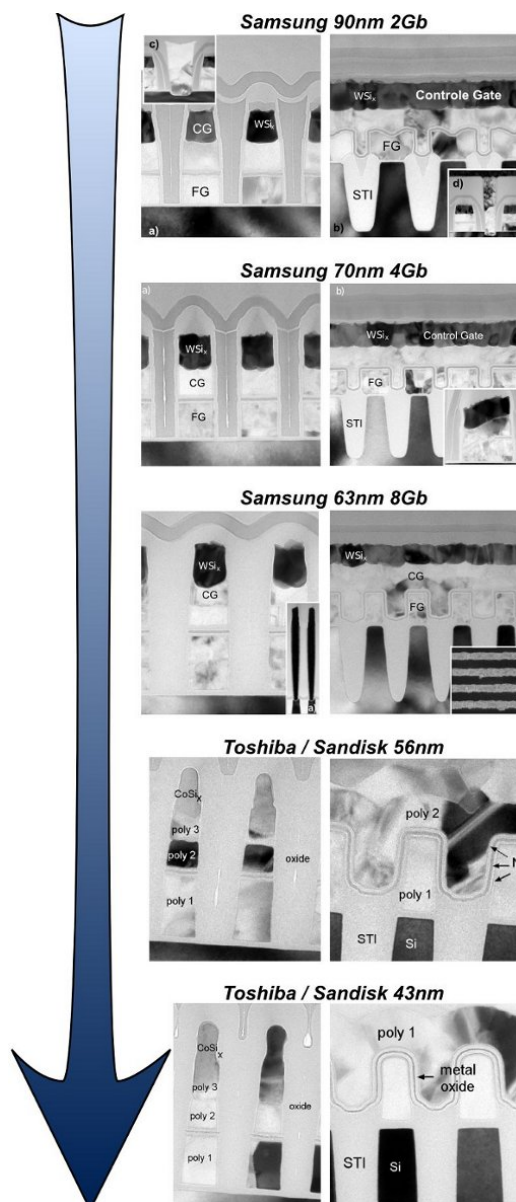 Samsung 90nm 2Gb
c)
CG
WSiₓ
FG
a)
WSiₓ
Controle Gate
FG
STI
d)
b)
Samsung 70nm 4Gb
a)
WSiₓ
CG
FG
b)
WSiₓ
Control Gate
FG
STI
Samsung 63nm 8Gb
WSiₓ
CG
a
WSiₓ
CG
FG
Toshiba / Sandisk 56nm
CoSiX
poly 3
poly 2
oxide
poly 1
poly 2
N
poly 1
STI
Si
Toshiba / Sandisk 43nm
CoSiX
poly 3
poly 2
oxide
poly 1
poly 1
metal
oxide
STI
Si